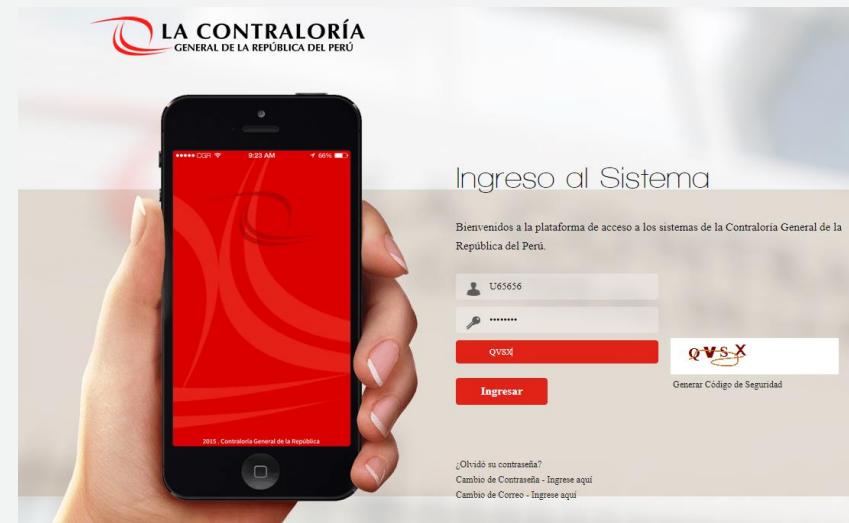 LA CONTRALORÍA
GENERAL DE LA REPÚBLICA DEL PERÚ
CGR 9:23 AM 66%
2015 . Contraloría General de la República
Ingreso al Sistema
Bienvenidos a la plataforma de acceso a los sistemas de la Contraloría General de la
República del Perú.
U65656
••••••••
QVSX
QVSX
Ingresar
Generar Código de Seguridad
¿Olvidó su contraseña?
Cambio de Contraseña - Ingrese aquí
Cambio de Correo - Ingrese aquí